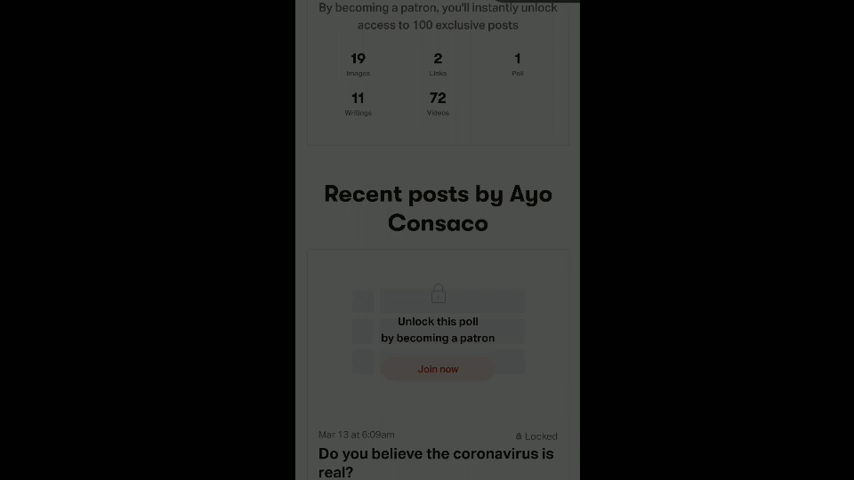 By becoming a patron, you'll instantly unlock
access to 100 exclusive posts
19 2 1
Images Links Poll
11 72
Writings Videos
Recent posts by Ayo
Consaco
Unlock this poll
by becoming a patron
Join now
Mar 13 at 6:09am Locked
Do you believe the coronavirus is
real?